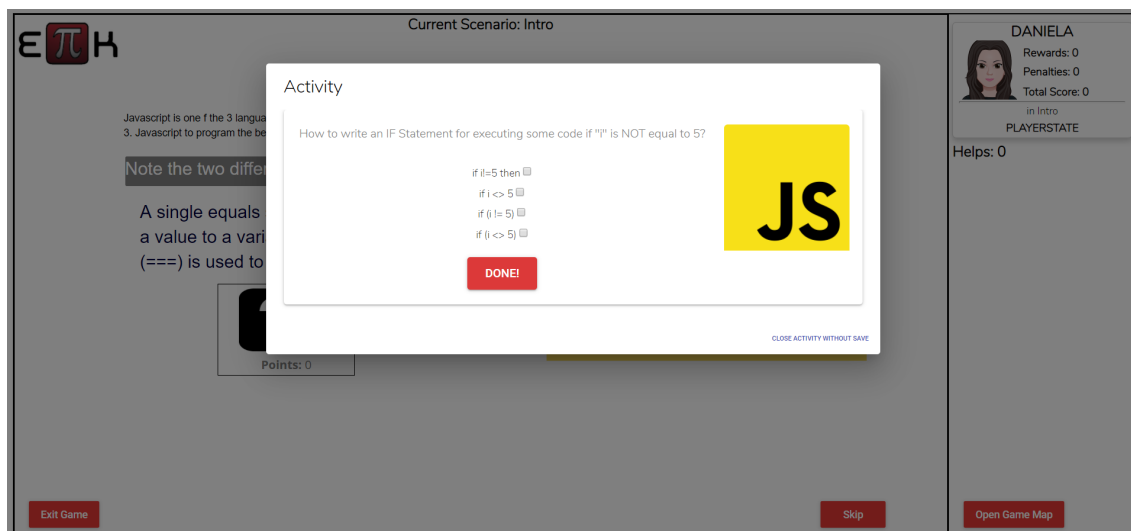 Current Scenario: Intro
επК
DANIELA
Rewards: 0
Penalties: 0
Total Score: 0
in Intro
PLAYERSTATE
Helps: 0
Javascript is one f the 3 langua
3. Javascript to program the be
Note the two differ
A single equals
a value to a vari
(===) is used to
Points: 0
Activity
How to write an IF Statement for executing some code if "i" is NOT equal to 5?
if i!=5 then
if i <> 5
if (i != 5)
if (i <> 5)
DONE!
JS
CLOSE ACTIVITY WITHOUT SAVE
Exit Game
Skip
Open Game Map